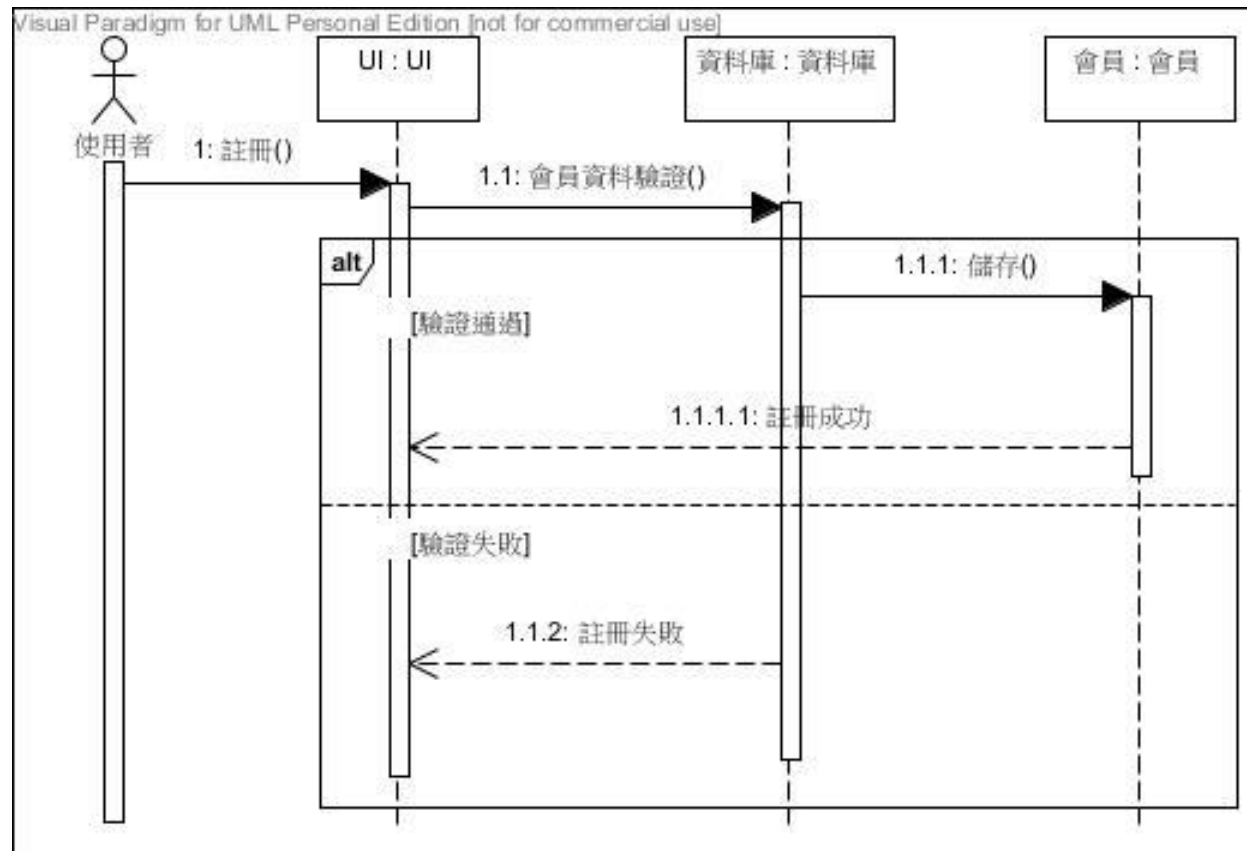 Visual Paradigm for UML Personal Edition [not for commercial use]
UI : UI
資料庫 : 資料庫
會員 : 會員
使用者
1: 註冊()
1.1: 會員資料驗證()
alt
1.1.1: 儲存()
[驗證通過]
1.1.1.1: 註冊成功
[驗證失敗]
1.1.2: 註冊失敗